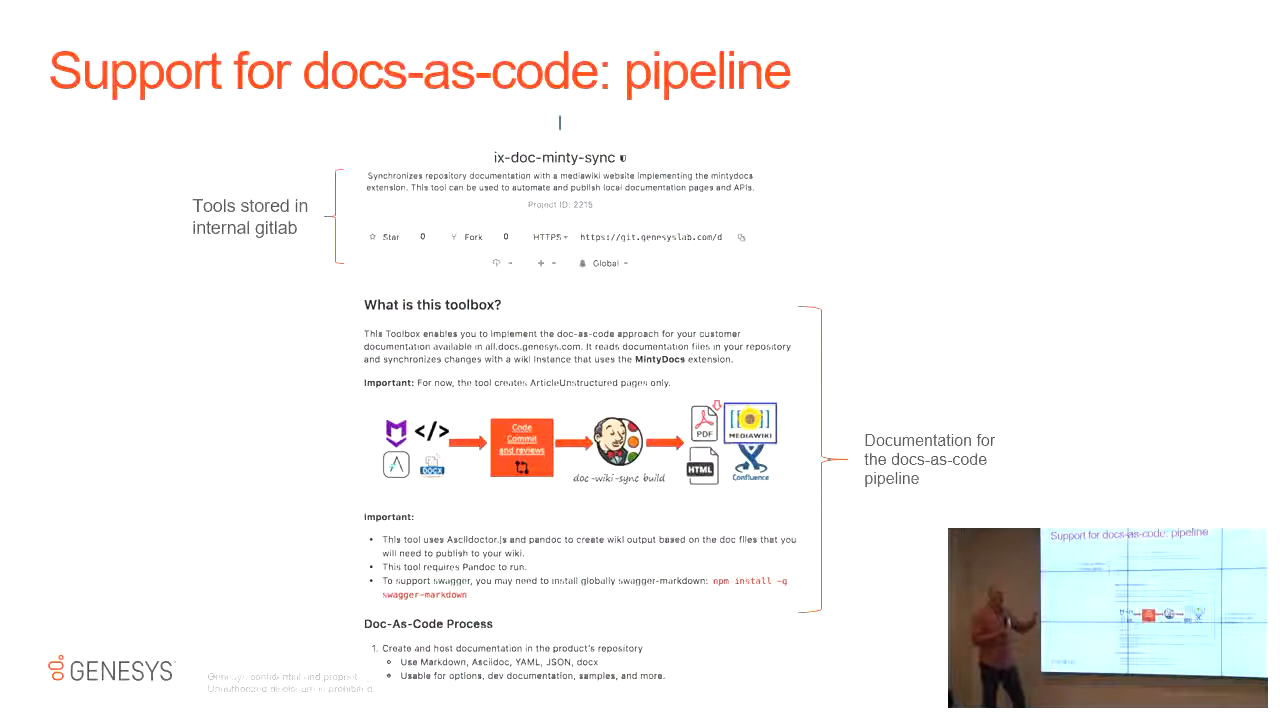 Support for docs-as-code: pipeline
ix-doc-minty-sync
Synchronizes repository documentation with a mediawiki website implementing the mintydocs
extension. This tool can be used to automate and publish local documentation pages and APIs.
Project ID: 2215
Tools stored in
internal gitlab
Star 0 Fork 0 HTTPS https://git.genesyslab.com/d
Global
What is this toolbox?
This Toolbox enables you to implement the doc-as-code approach for your customer
documentation available in all.docs.genesys.com. It reads documentation files in your repository
and synchronizes changes with a wiki instance that uses the MintyDocs extension.
Important: For now, the tool creates ArticleUnstructured pages only.
</>
DOCX
Code
Commit
and reviews
doc-wiki-sync build
PDF
MEDIAWIKI
HTML
Confluence
Documentation for
the docs-as-code
pipeline
Important:
This tool uses Asciidoctor.js and pandoc to create wiki output based on the doc files that you
will need to publish to your wiki.
This tool requires Pandoc to run.
To support swagger, you may need to install globally swagger-markdown: npm install -g
swagger-markdown
Doc-As-Code Process
1. Create and host documentation in the product's repository
Use Markdown, Asciidoc, YAML, JSON, docx
Usable for options, dev documentation, samples, and more.
GENESYS
Support for docs-as-code: pipeline